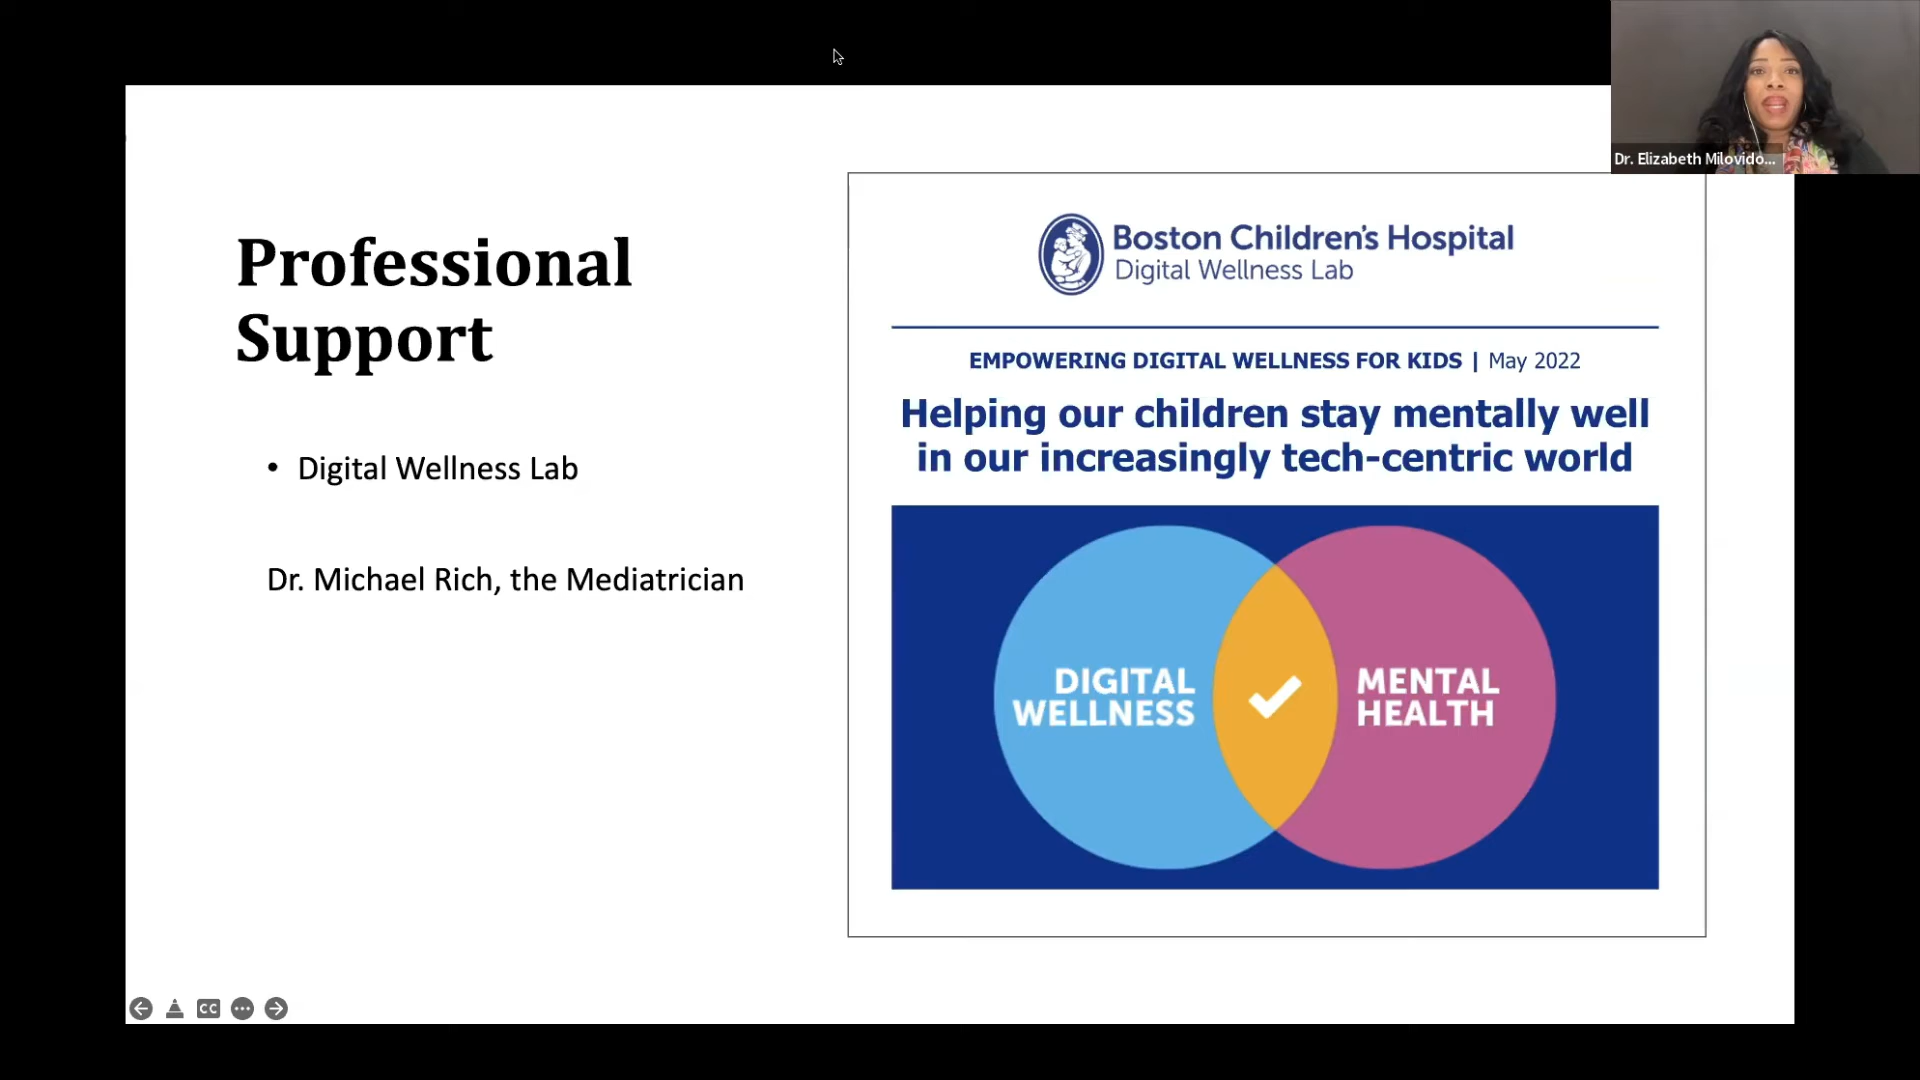 Dr. Elizabeth Milovido...
Professional
Support
• Digital Wellness Lab
Dr. Michael Rich, the Mediatrician
Boston Children's Hospital
Digital Wellness Lab
EMPOWERING DIGITAL WELLNESS FOR KIDS | May 2022
Helping our children stay mentally well
in our increasingly tech-centric world
DIGITAL
WELLNESS
MENTAL
HEALTH
CC